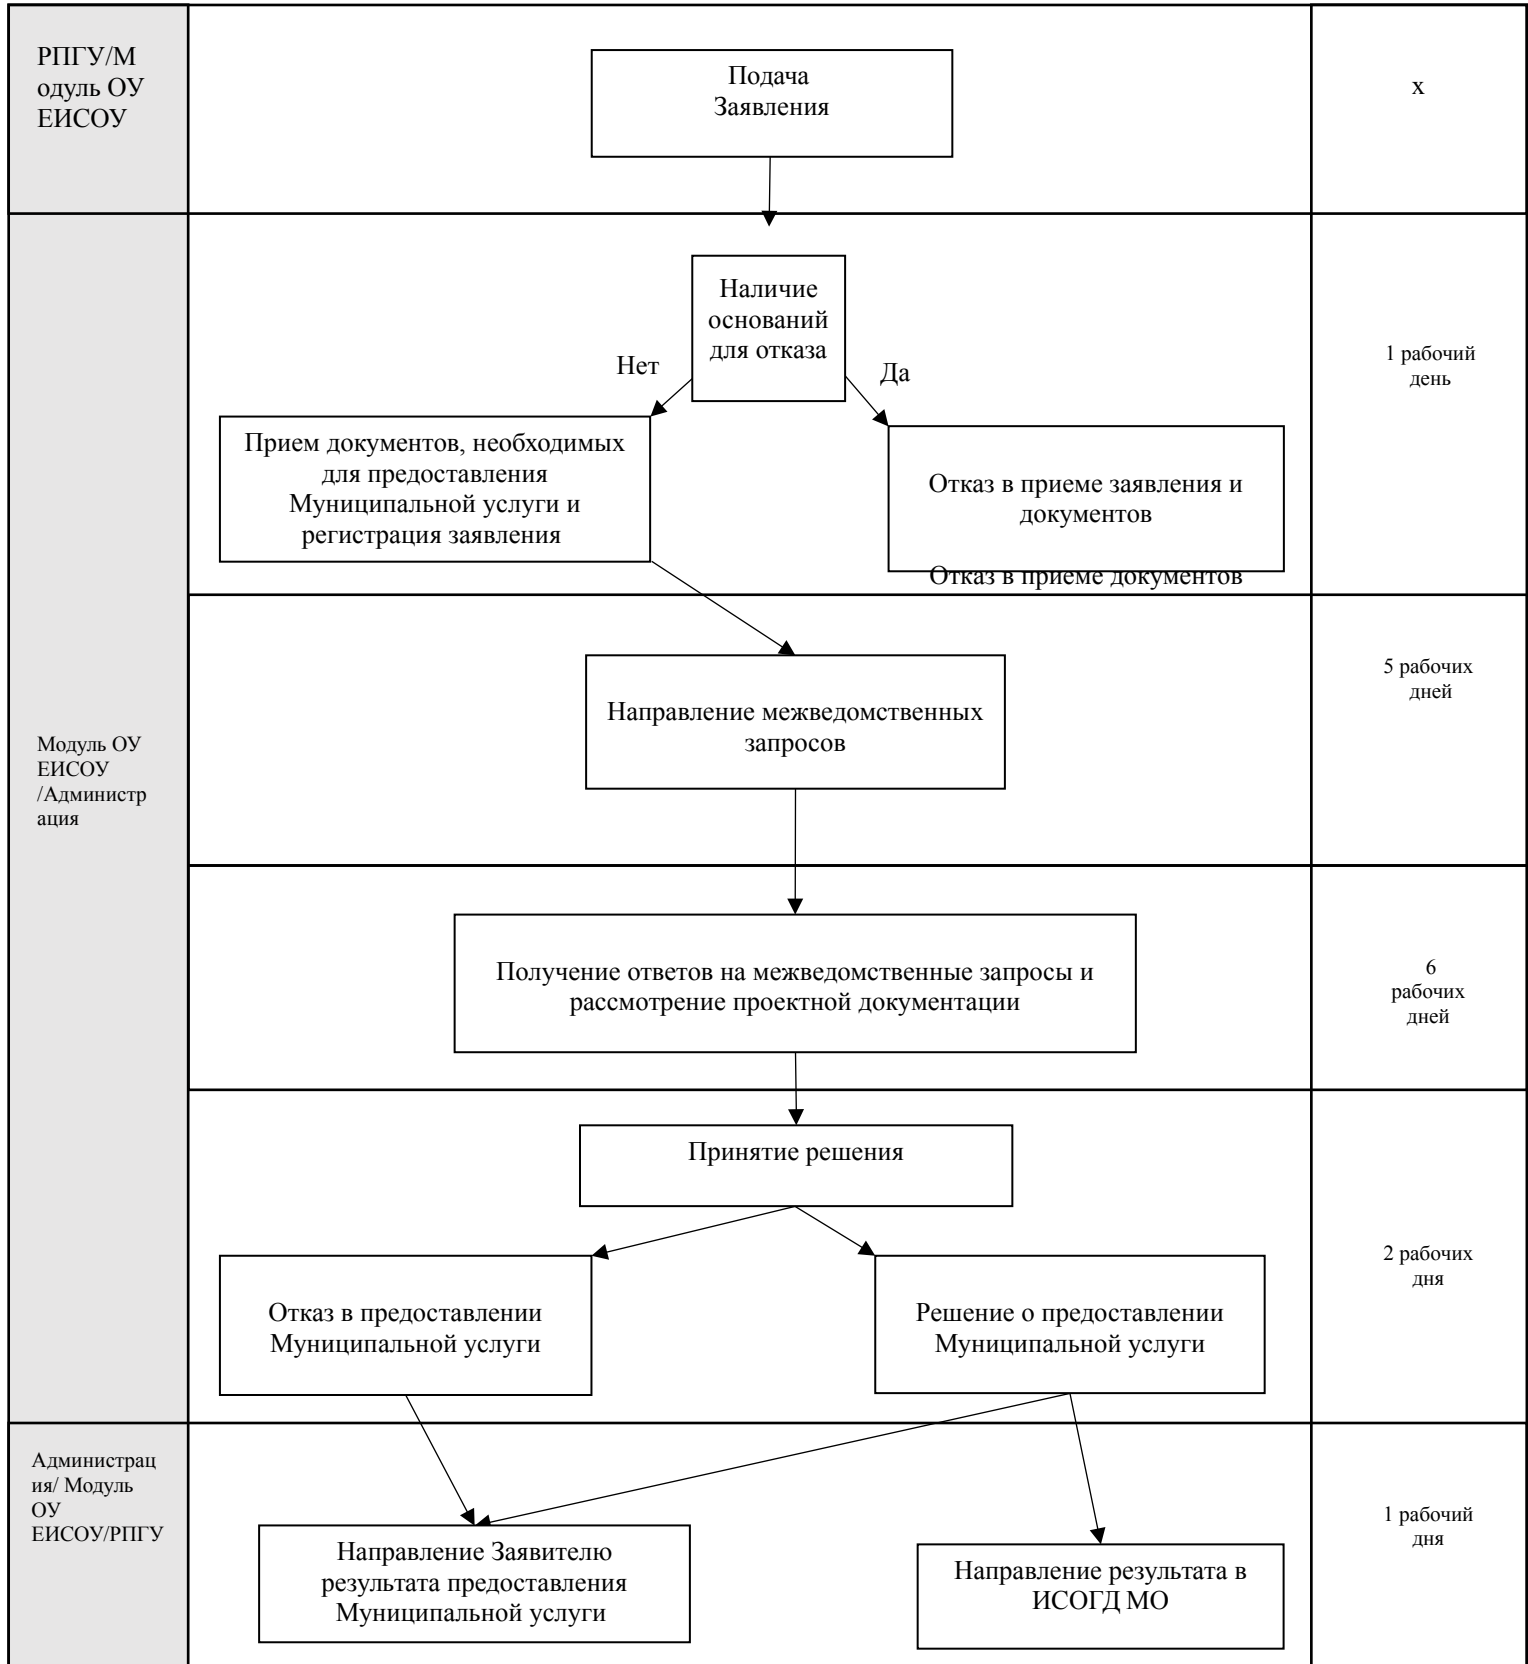 РПГУ/М
одуль ОУ
ЕИСОУ
Подача
Заявления
х
Наличие
оснований
для отказа
Нет
Да
1 рабочий
день
Прием документов, необходимых
для предоставления
Муниципальной услуги и
регистрация заявления
Отказ в приеме заявления и
документов
Отказ в приеме документов
Модуль ОУ
ЕИСОУ
/Администр
ация
Направление межведомственных
запросов
5 рабочих
дней
Получение ответов на межведомственные запросы и
рассмотрение проектной документации
6
рабочих
дней
Принятие решения
Отказ в предоставлении
Муниципальной услуги
Решение о предоставлении
Муниципальной услуги
2 рабочих
дня
Администрац
ия/ Модуль
ОУ
ЕИСОУ/РПГУ
Направление Заявителю
результата предоставления
Муниципальной услуги
Направление результата в
ИСОГД МО
1 рабочий
дня